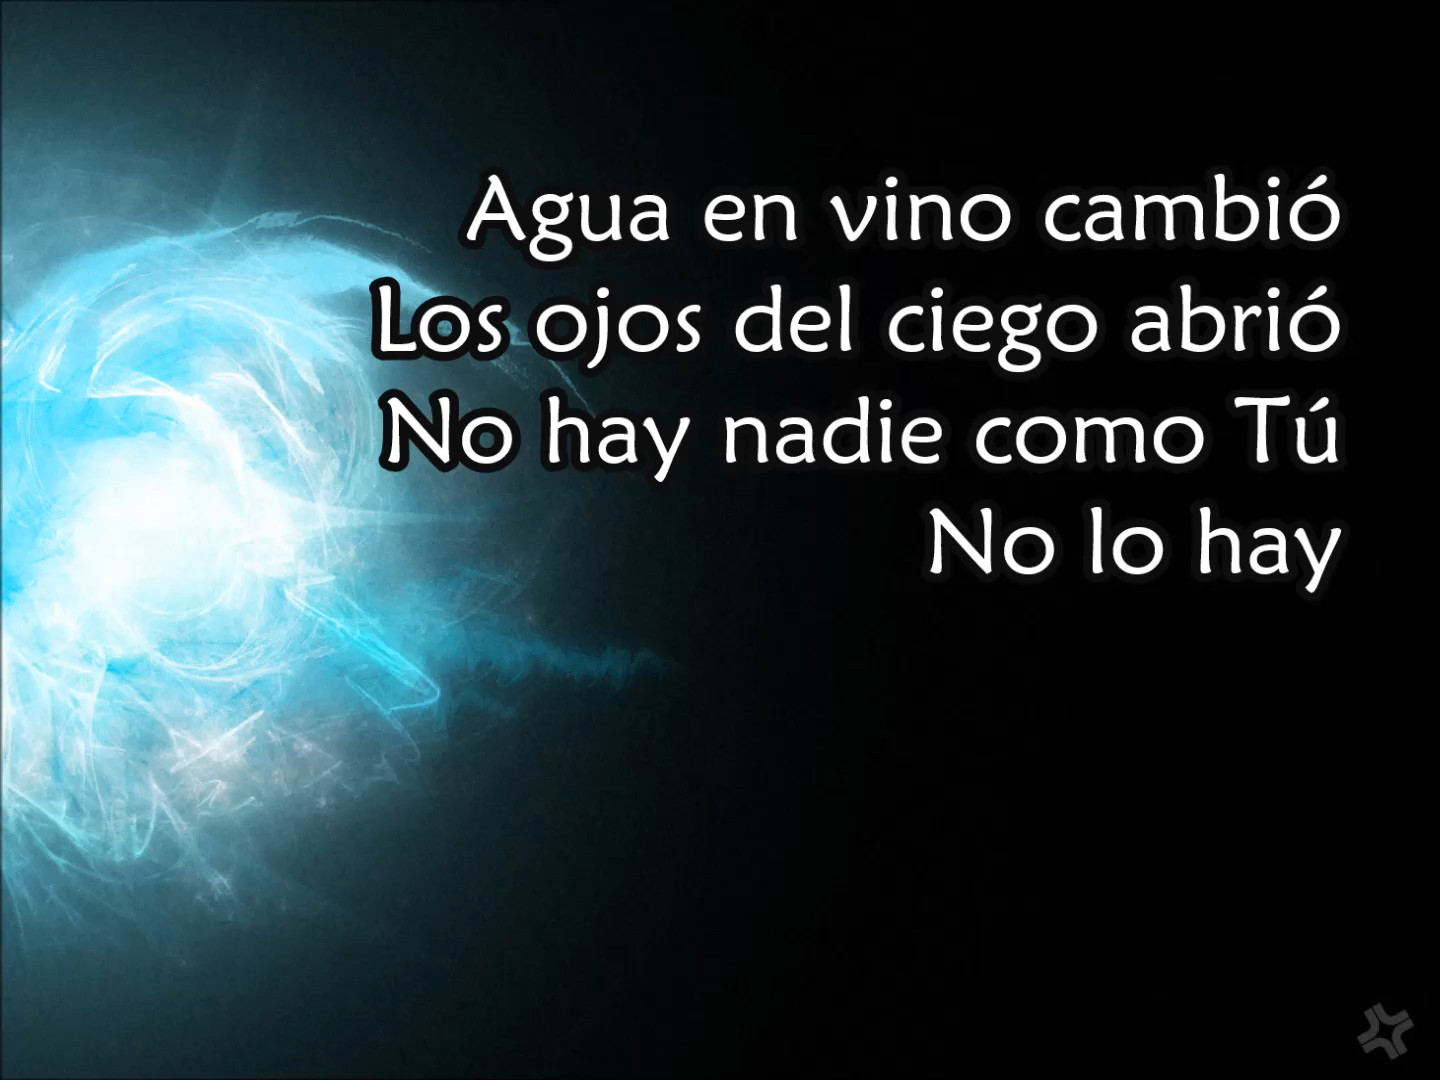 Agua en vino cambió
Los ojos del ciego abrió
No hay nadie como Tú
No lo hay